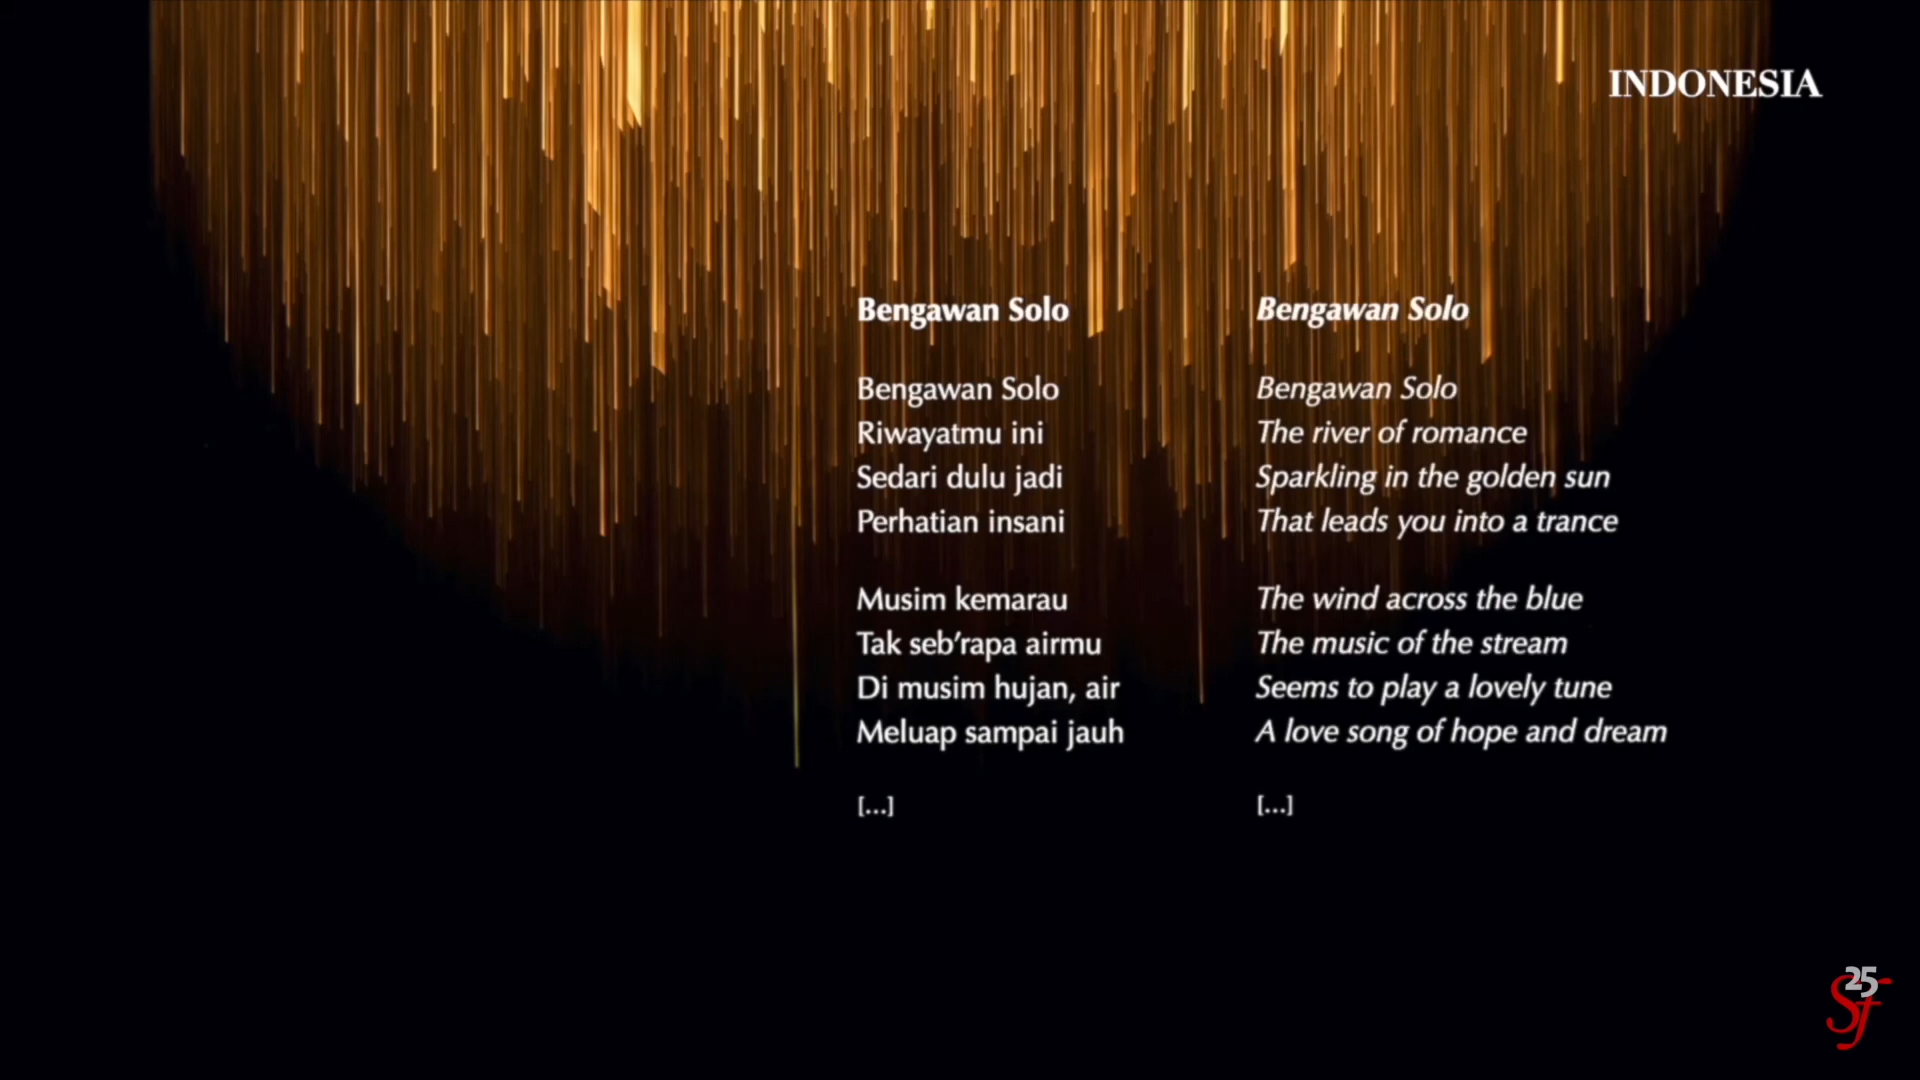 INDONESIA
Bengawan Solo
Bengawan Solo
Riwayatmu ini
Sedari dulu jadi
Perhatian insani
Musim kemarau
Tak seb’rapa airmu
Di musim hujan, air
Meluap sampai jauh
[...]
Bengawan Solo
Bengawan Solo
The river of romance
Sparkling in the golden sun
That leads you into a trance
The wind across the blue
The music of the stream
Seems to play a lovely tune
A love song of hope and dream
[...]
25
Sf